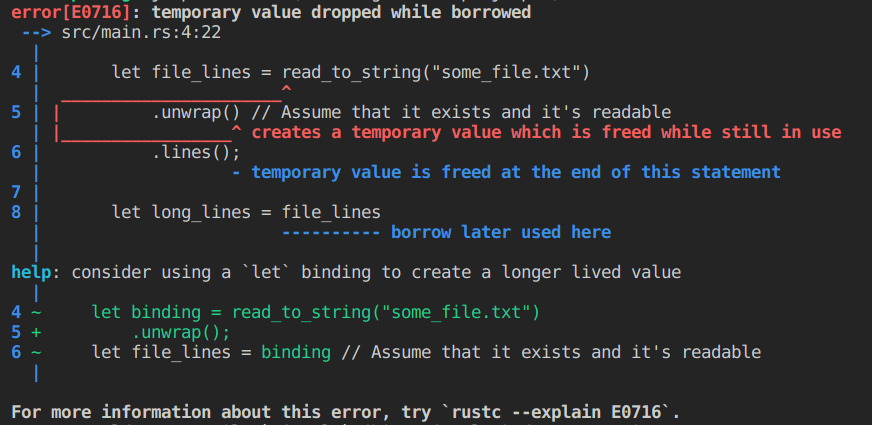 error[E0716]: temporary value dropped while borrowed
 --> src/main.rs:4:22
  |
4 |       let file_lines = read_to_string("some_file.txt")
  |  ______________________^
5 | |         .unwrap() // Assume that it exists and it's readable
  | |_________________^ creates a temporary value which is freed while still in use
6 |           .lines();
  |                   - temporary value is freed at the end of this statement
7 |
8 |       let long_lines = file_lines
  |                        ---------- borrow later used here
  |
help: consider using a `let` binding to create a longer lived value
  |
4 ~     let binding = read_to_string("some_file.txt")
5 +         .unwrap();
6 ~     let file_lines = binding // Assume that it exists and it's readable
  |
For more information about this error, try `rustc --explain E0716`.